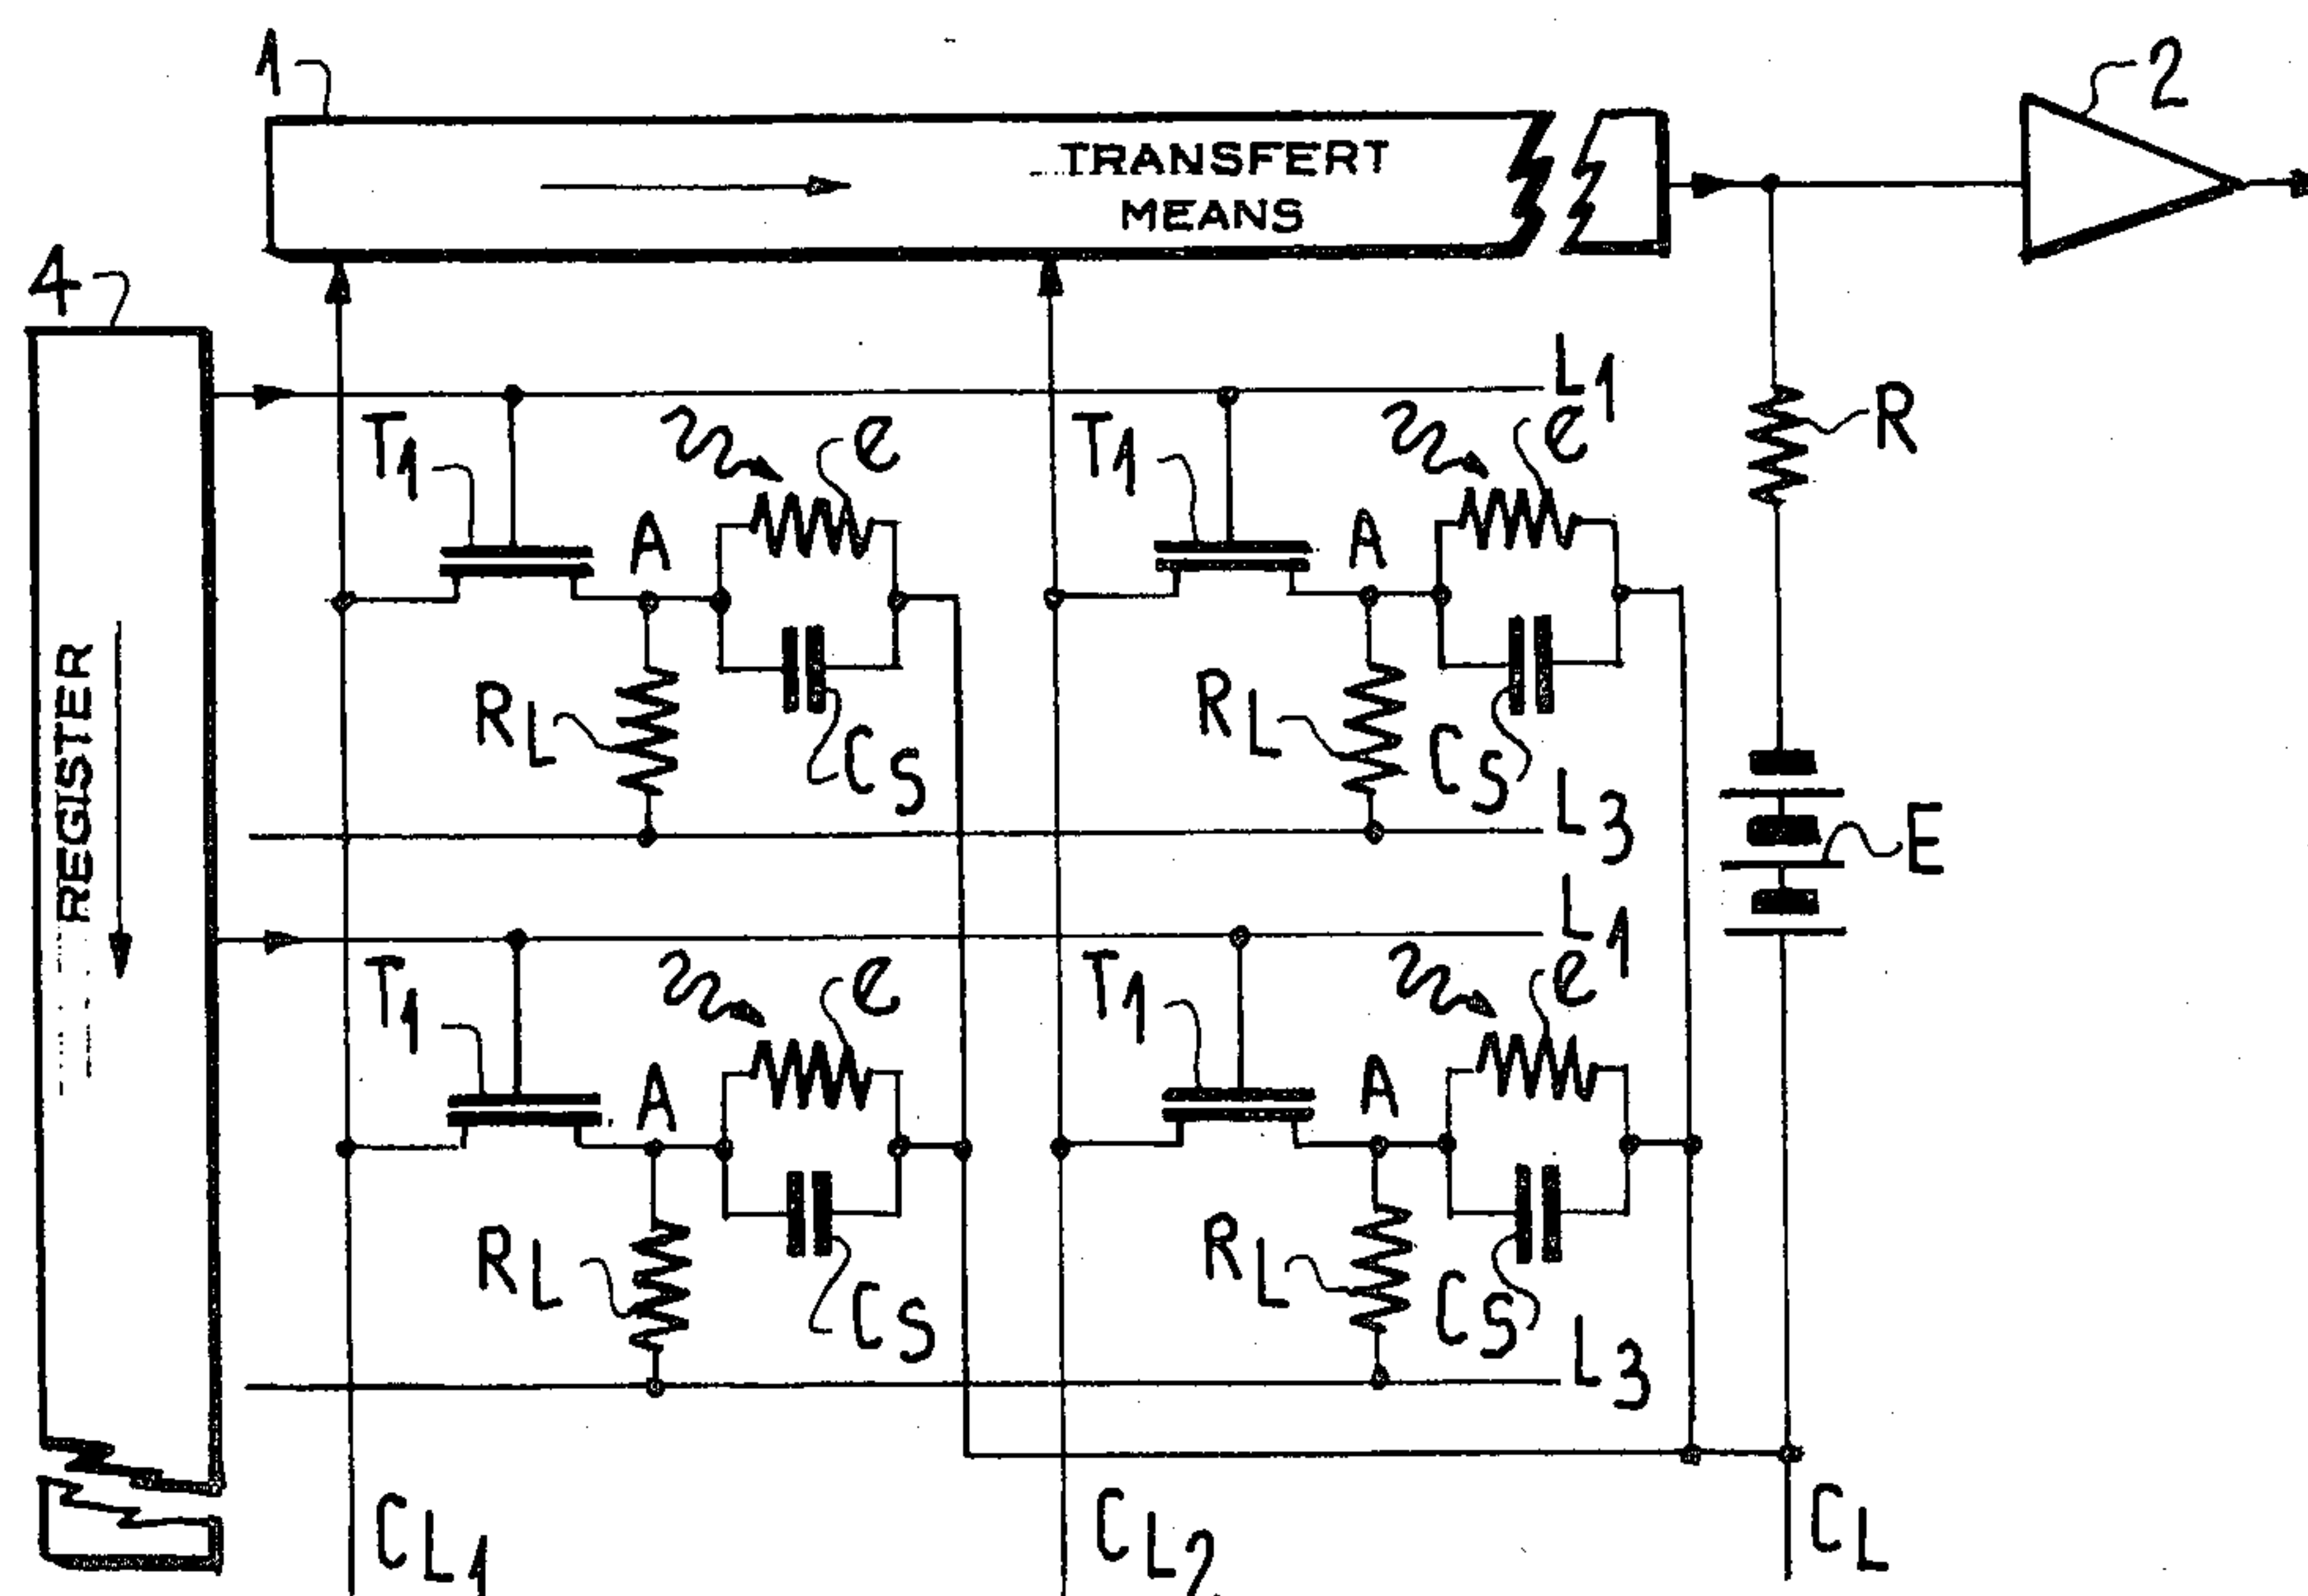 1
2
TRANSFERT
MEANS
4
L1
T1
e
T1
e
R
A
A
REGISTER
RL
CS
RL
CS
L3
E
L1
T1
e
T1
e
A
A
RL
CS
RL
CS
L3
CL1
CL2
CL